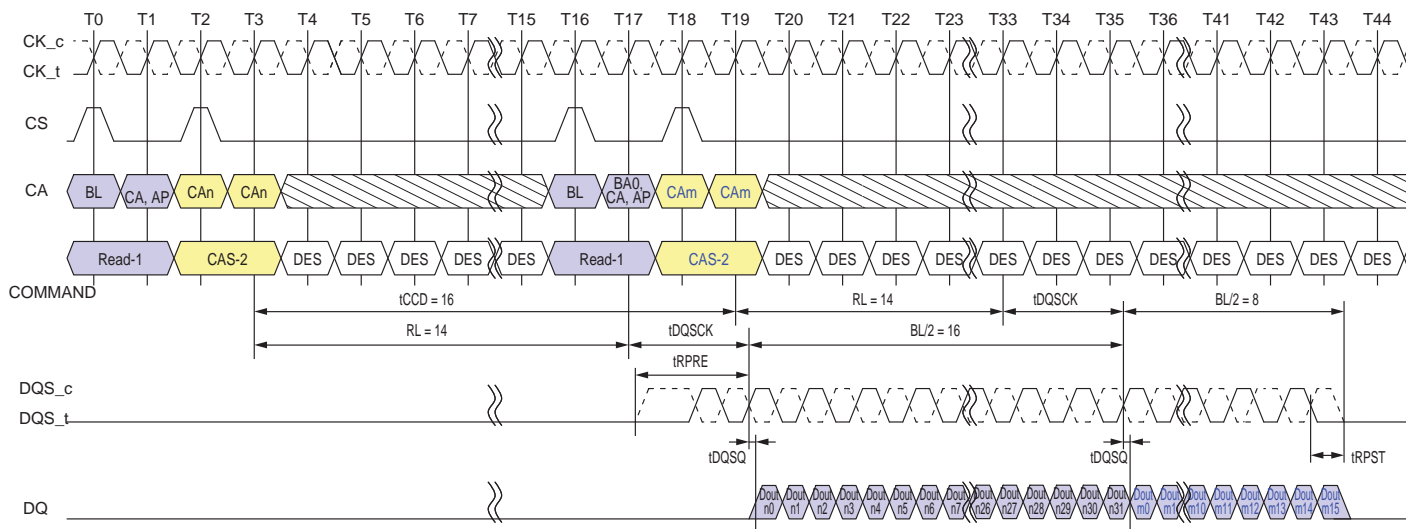 T0 T1 T2 T3 T4 T5 T6 T7 T15 T16 T17 T18 T19 T20 T21 T22 T23 T33 T34 T35 T36 T41 T42 T43 T44
CK_c
CK_t
CS
CA BL CA, AP CAn CAn BL BA0, CA, AP CAm CAm
Read-1 CAS-2 DES DES DES DES DES Read-1 CAS-2 DES DES DES DES DES DES DES DES DES DES DES DES
COMMAND
tCCD = 16 RL = 14 tDQSCK BL/2 = 8
RL = 14 tDQSCK BL/2 = 16
tRPRE
DQS_c
DQS_t
tDQSQ tDQSQ tRPST
DQ Dout n0 Dout n1 Dout n2 Dout n3 Dout n4 Dout n5 Dout n6 Dout n7 Dout n26 Dout n27 Dout n28 Dout n29 Dout n30 Dout n31 Dout m0 Dout m1 Dout m10 Dout m11 Dout m12 Dout m13 Dout m14 Dout m15